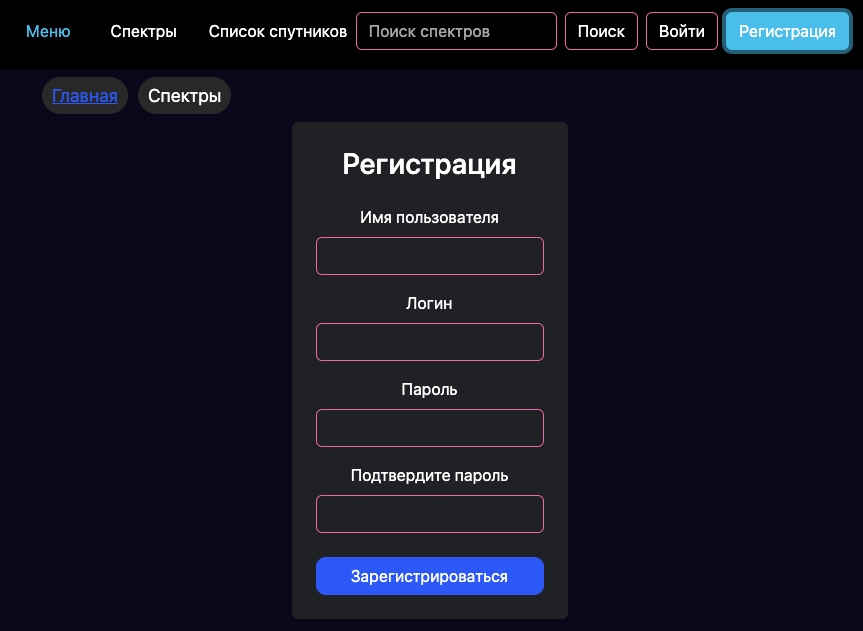 Меню Спектры Список спутников Поиск спектров Поиск Войти Регистрация
Главная Спектры
Регистрация
Имя пользователя
Логин
Пароль
Подтвердите пароль
Зарегистрироваться